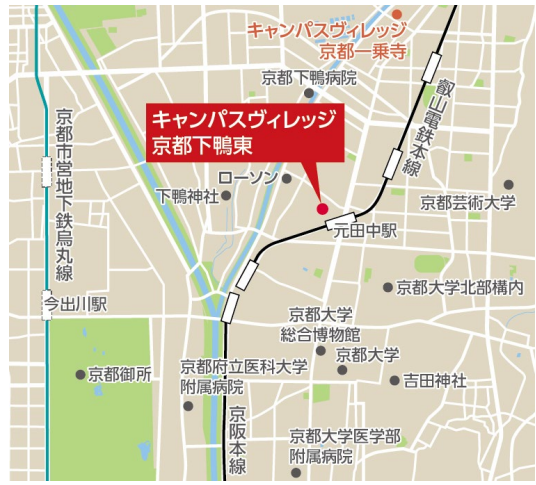 キャンパスヴィレッジ
京都一乗寺
京都下鴨病院
キャンパスヴィレッジ
京都下鴨東
叡山電鉄本線
京都市営地下鉄烏丸線
ローソン
下鴨神社
京都芸術大学
元田中駅
今出川駅
京都大学北部構内
京都大学
総合博物館
京都大学
京都御所
京都府立医科大学
附属病院
吉田神社
京阪本線
京都大学医学部
附属病院